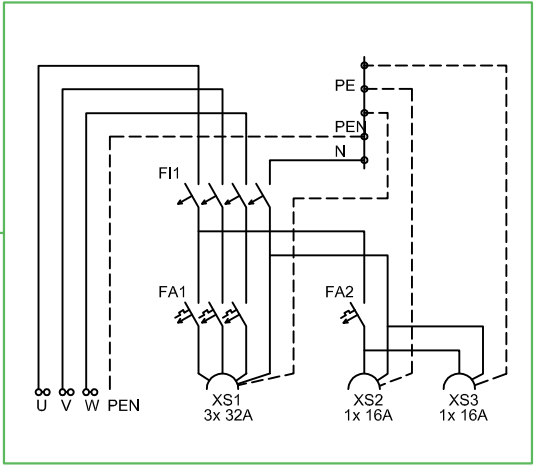 PE
PEN
N
FI1
FA1
FA2
U V W PEN
XS1
3x 32A
XS2
1x 16A
XS3
1x 16A